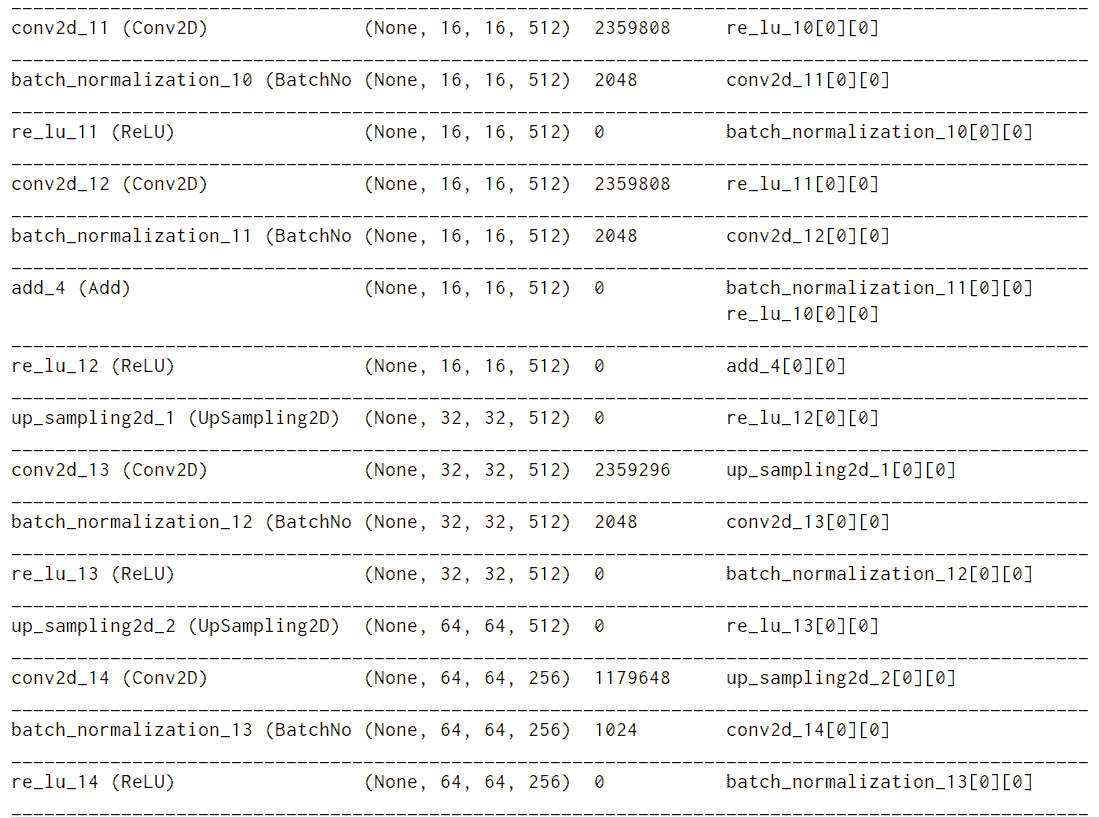 conv2d_11 (Conv2D) (None, 16, 16, 512) 2359808 re_lu_10[0][0]
batch_normalization_10 (BatchNo (None, 16, 16, 512) 2048 conv2d_11[0][0]
re_lu_11 (ReLU) (None, 16, 16, 512) 0 batch_normalization_10[0][0]
conv2d_12 (Conv2D) (None, 16, 16, 512) 2359808 re_lu_11[0][0]
batch_normalization_11 (BatchNo (None, 16, 16, 512) 2048 conv2d_12[0][0]
add_4 (Add) (None, 16, 16, 512) 0 batch_normalization_11[0][0]
re_lu_10[0][0]
re_lu_12 (ReLU) (None, 16, 16, 512) 0 add_4[0][0]
up_sampling2d_1 (UpSampling2D) (None, 32, 32, 512) 0 re_lu_12[0][0]
conv2d_13 (Conv2D) (None, 32, 32, 512) 2359296 up_sampling2d_1[0][0]
batch_normalization_12 (BatchNo (None, 32, 32, 512) 2048 conv2d_13[0][0]
re_lu_13 (ReLU) (None, 32, 32, 512) 0 batch_normalization_12[0][0]
up_sampling2d_2 (UpSampling2D) (None, 64, 64, 512) 0 re_lu_13[0][0]
conv2d_14 (Conv2D) (None, 64, 64, 256) 1179648 up_sampling2d_2[0][0]
batch_normalization_13 (BatchNo (None, 64, 64, 256) 1024 conv2d_14[0][0]
re_lu_14 (ReLU) (None, 64, 64, 256) 0 batch_normalization_13[0][0]